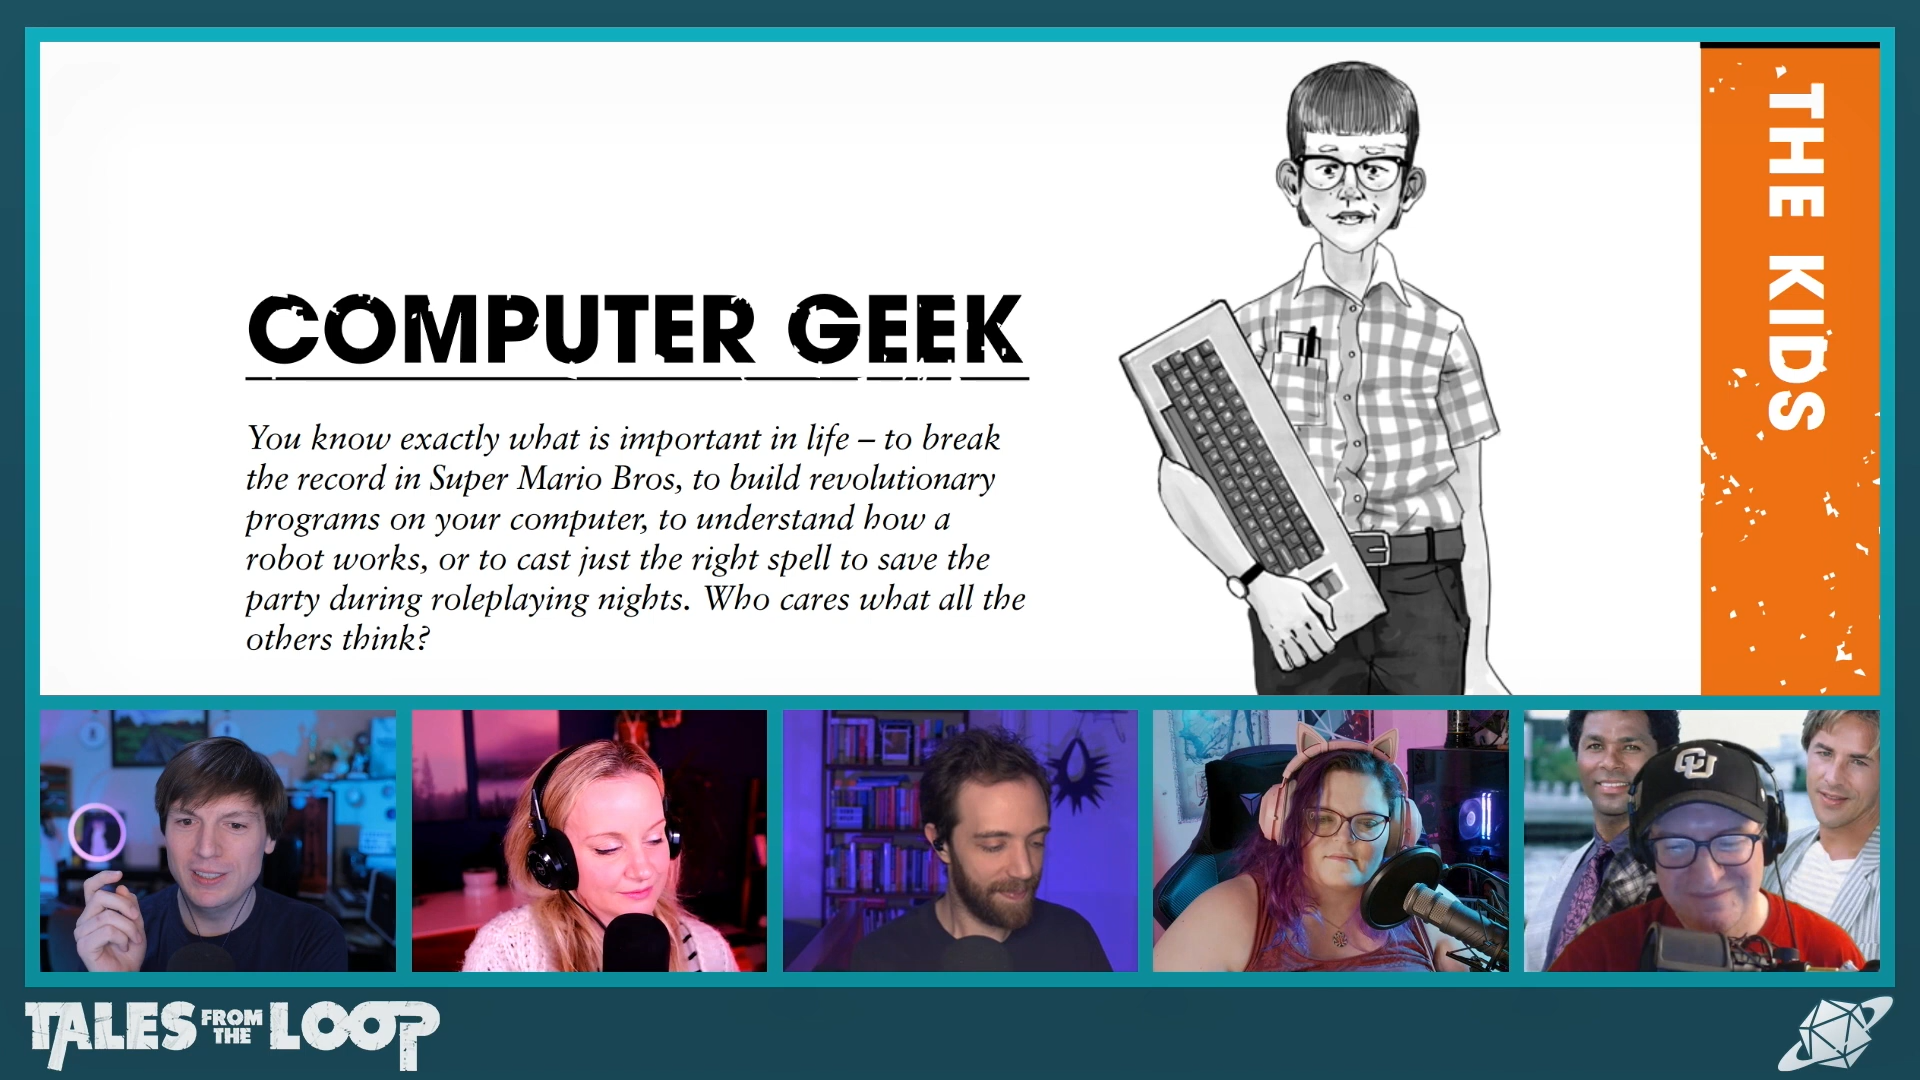 COMPUTER GEEK
You know exactly what is important in life – to break
the record in Super Mario Bros, to build revolutionary
programs on your computer, to understand how a
robot works, or to cast just the right spell to save the
party during roleplaying nights. Who cares what all the
others think?
THE KIDS
CU
TALES FROM THE LOOP